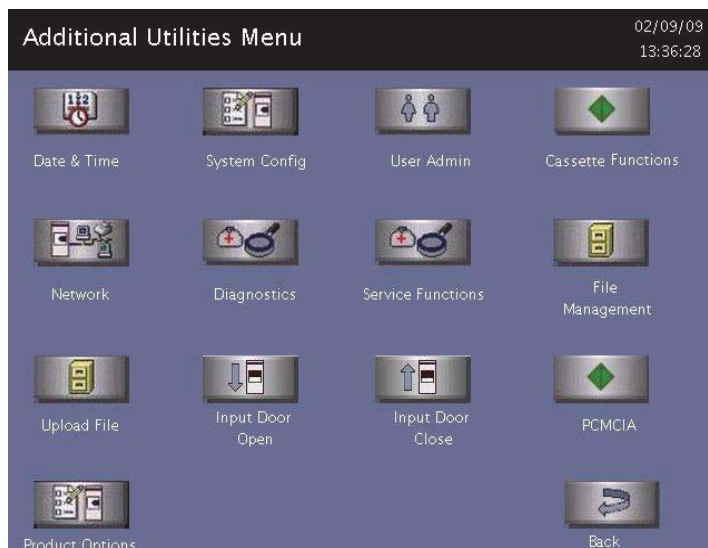 Additional Utilities Menu
02/09/09
13:36:28
Date & Time
System Config
User Admin
Cassette Functions
Network
Diagnostics
Service Functions
File
Management
Upload File
Input Door
Open
Input Door
Close
PCMCIA
Product Options
Back